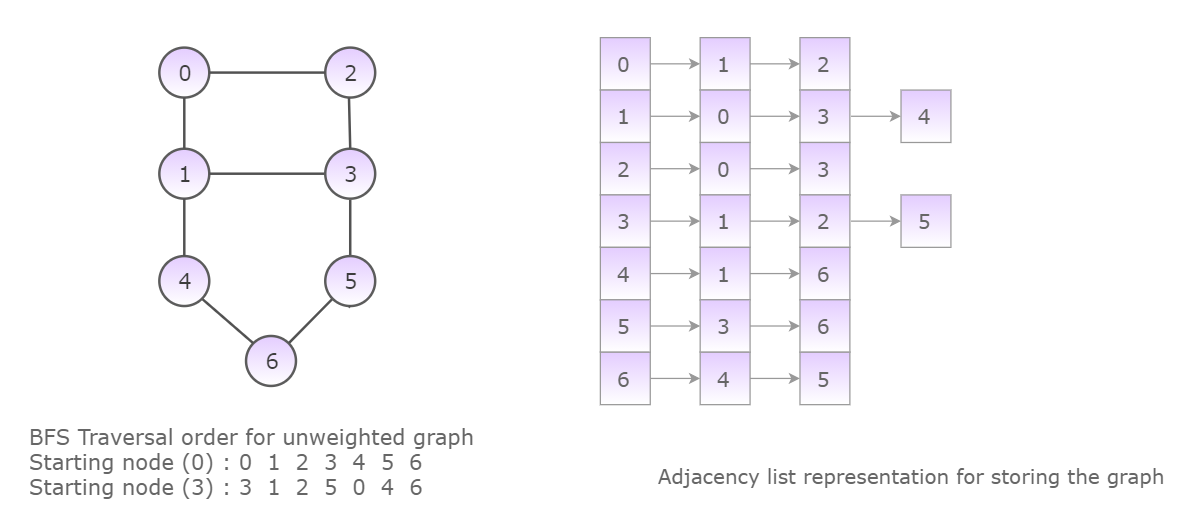 0 2
1 3
4 5
6
BFS Traversal order for unweighted graph
Starting node (0) : 0 1 2 3 4 5 6
Starting node (3) : 3 1 2 5 0 4 6
0 1 2
1 0 3 4
2 0 3
3 1 2 5
4 1 6
5 3 6
6 4 5
Adjacency list representation for storing the graph